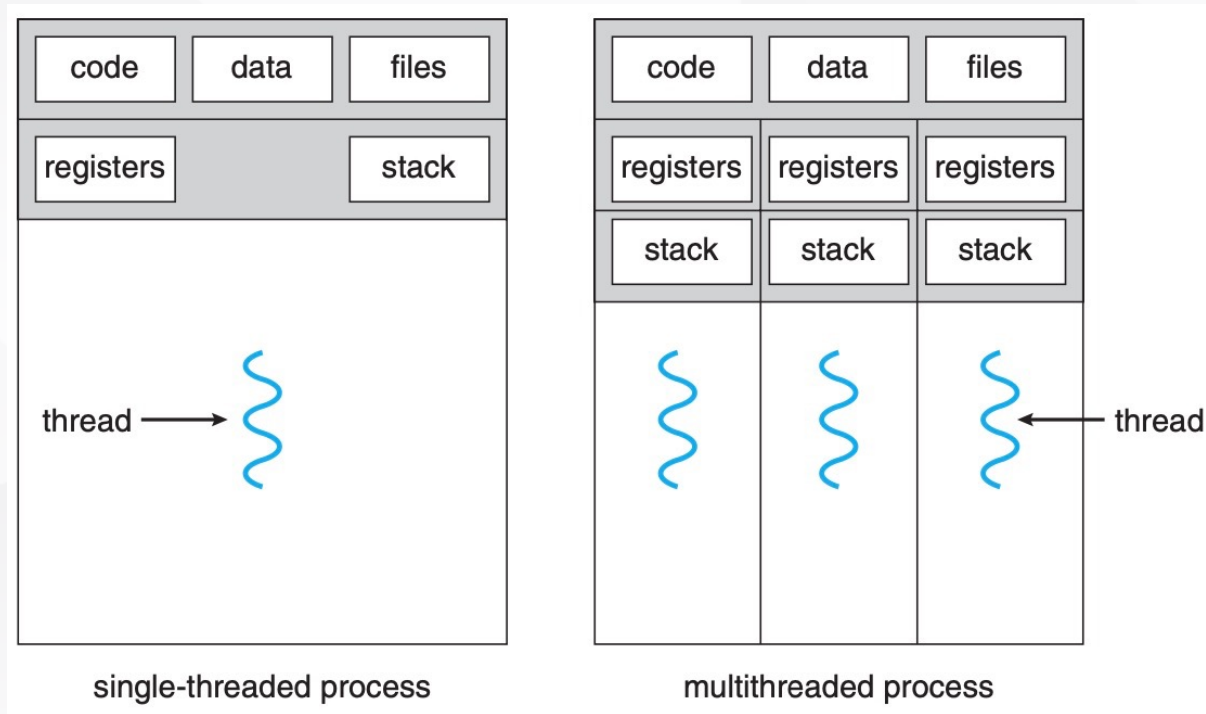 code data files
registers stack
thread
single-threaded process
code data files
registers registers registers
stack stack stack
thread
multithreaded process